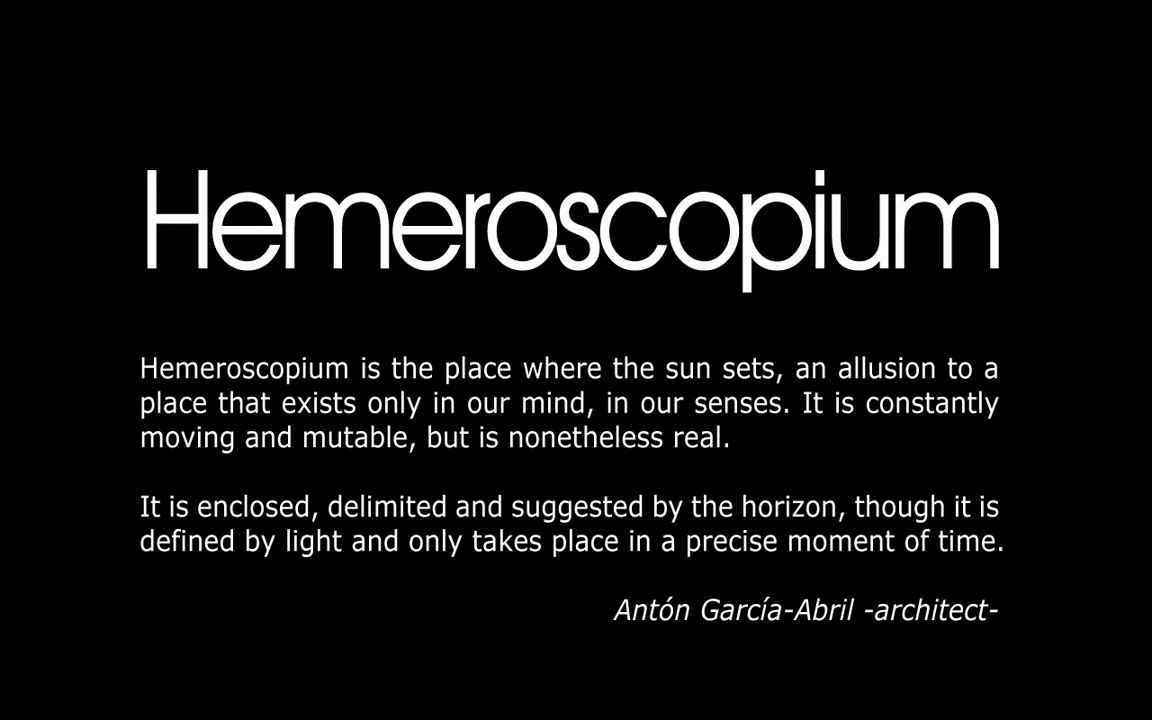 Hemeroscopium
Hemeroscopium is the place where the sun sets, an allusion to a
place that exists only in our mind, in our senses. It is constantly
moving and mutable, but is nonetheless real.
It is enclosed, delimited and suggested by the horizon, though it is
defined by light and only takes place in a precise moment of time.
Antón García-Abril -architect-